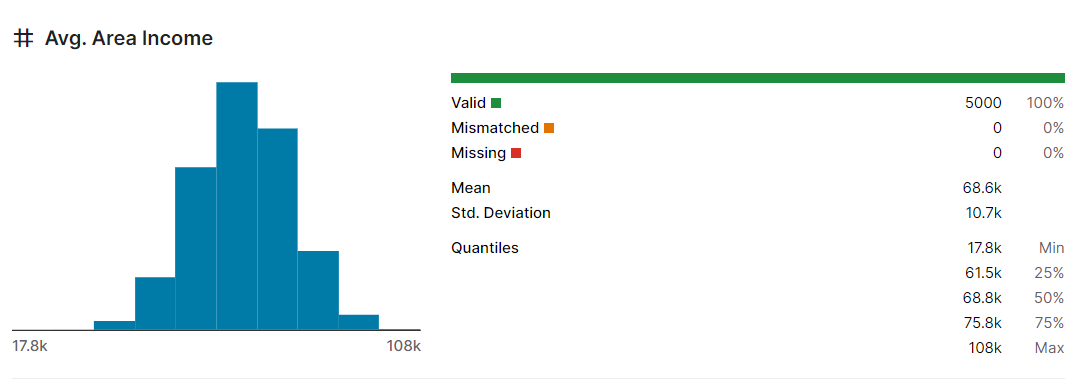 Avg. Area Income
17.8k 108k
Valid 5000 100%
Mismatched 0 0%
Missing 0 0%
Mean 68.6k
Std. Deviation 10.7k
Quantiles 17.8k Min
61.5k 25%
68.8k 50%
75.8k 75%
108k Max